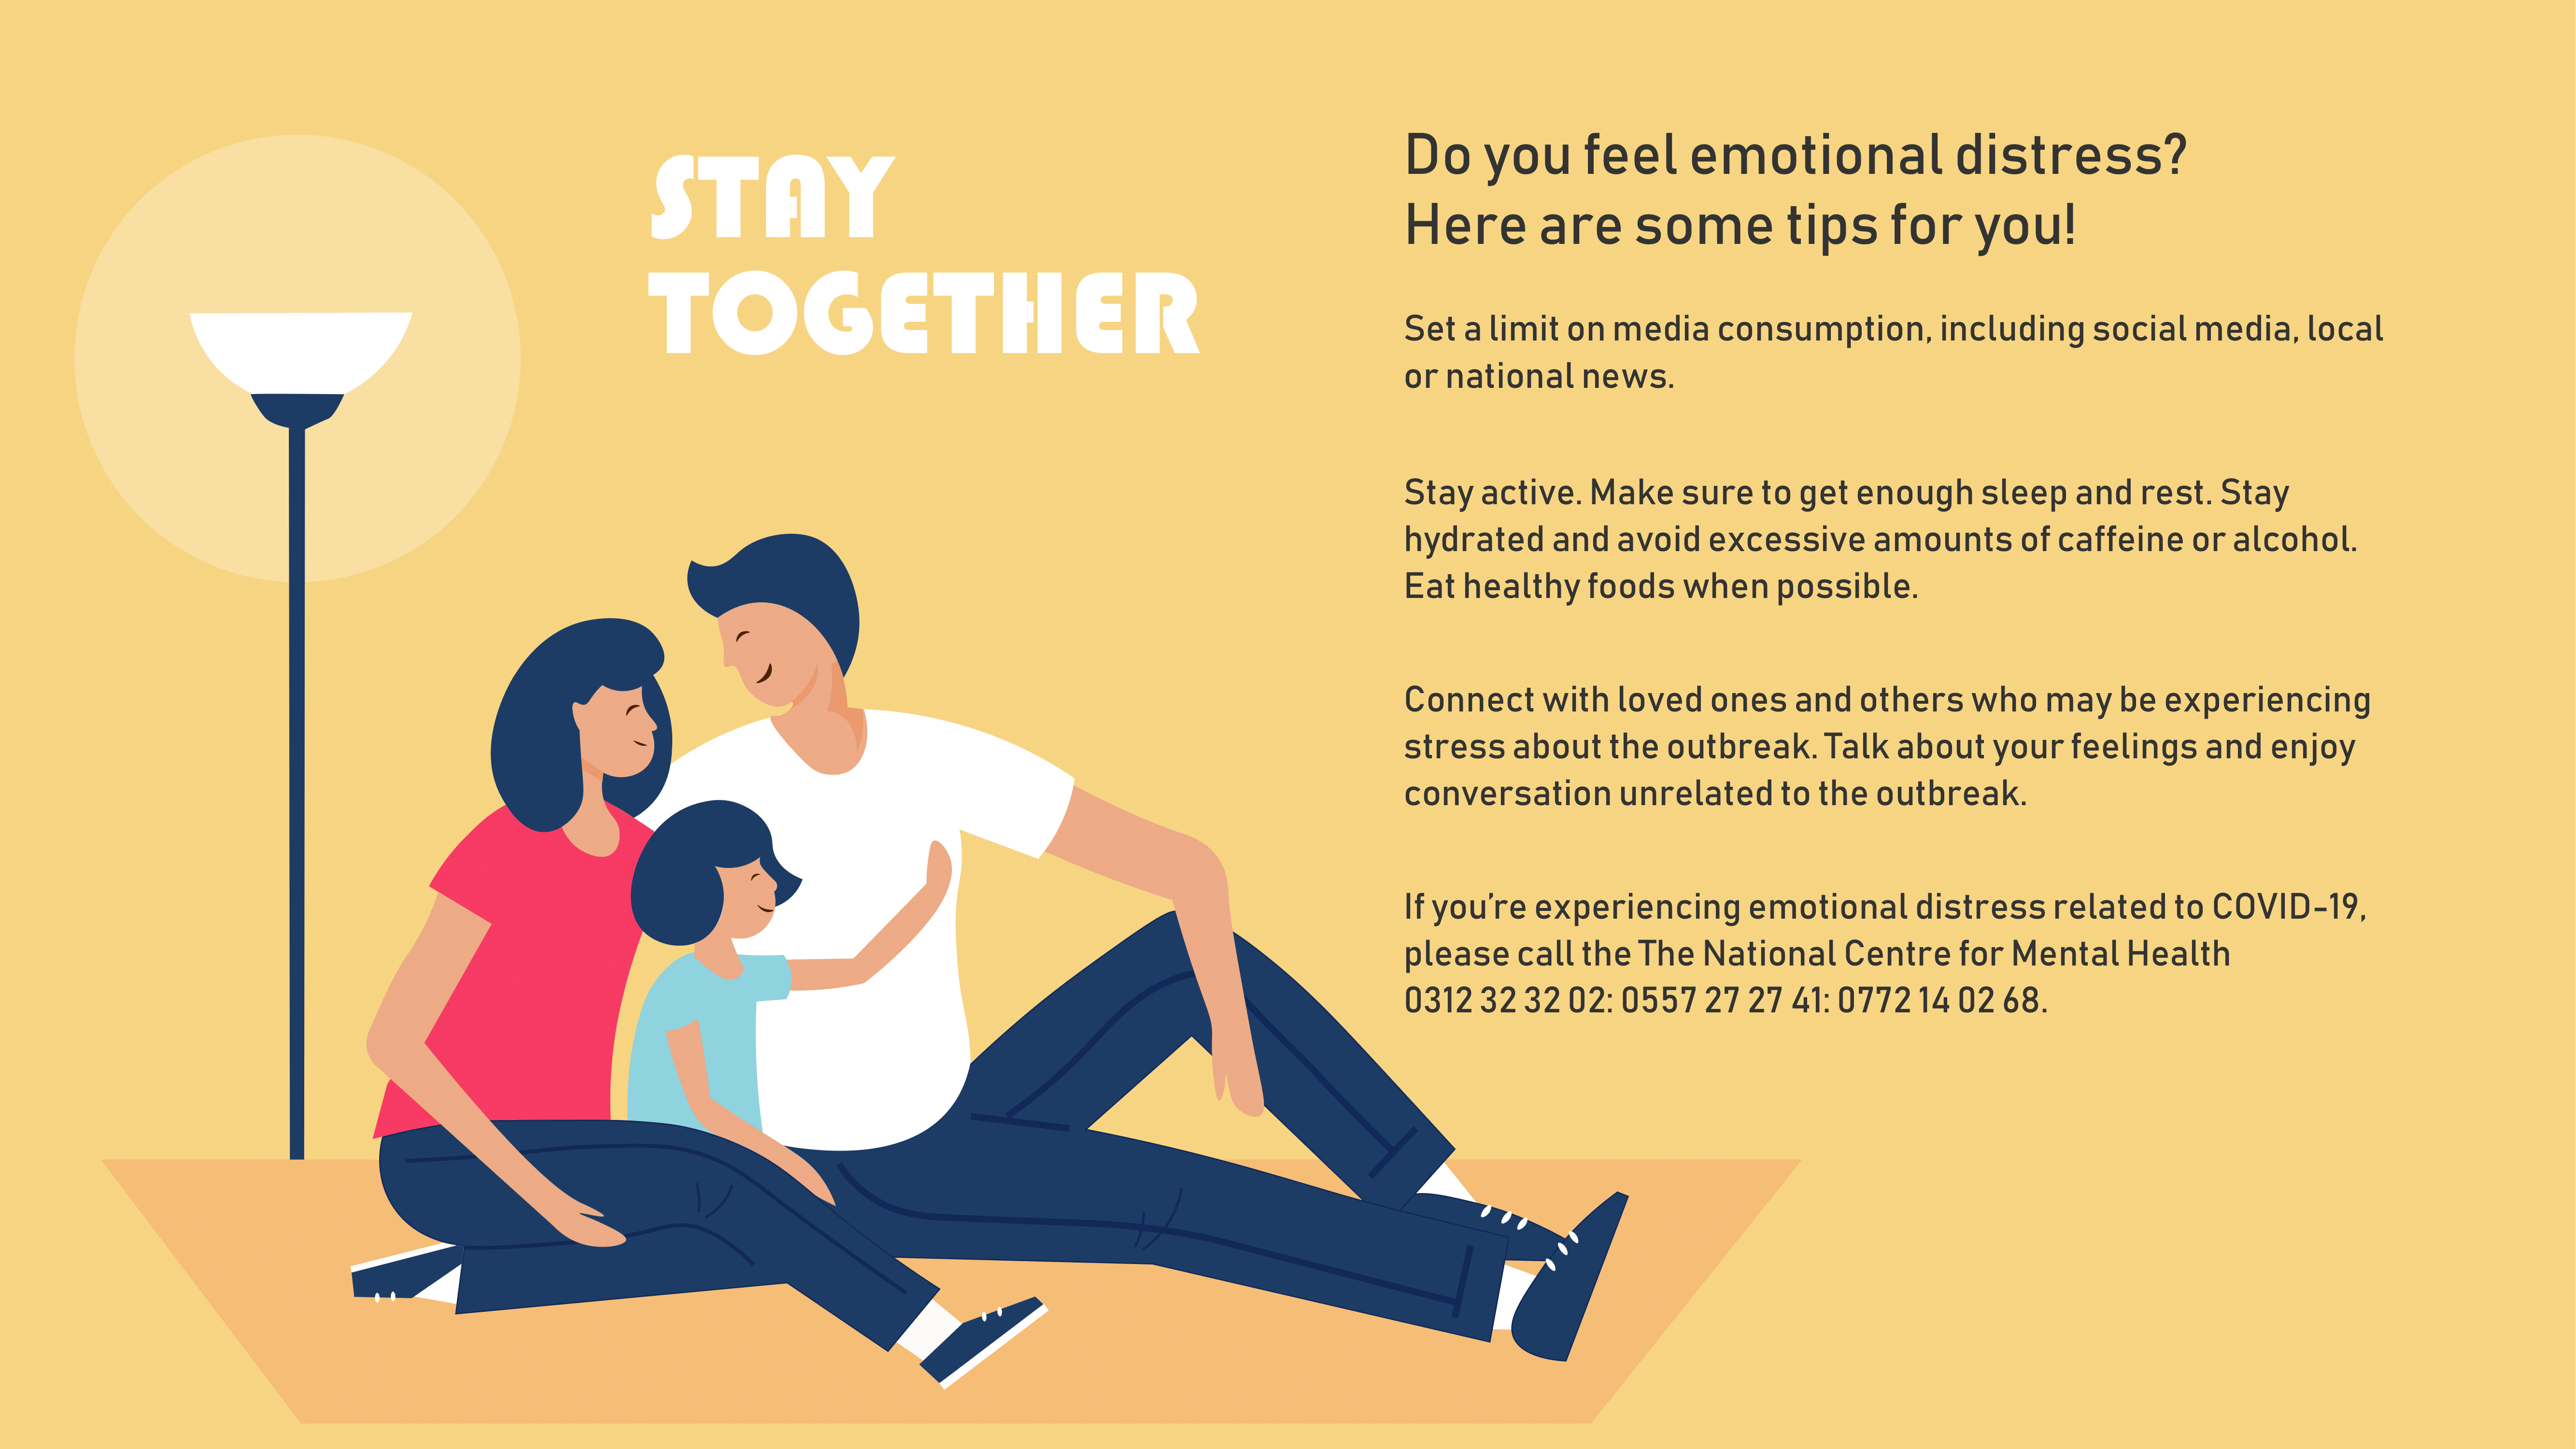 STAY
TOGETHER
Do you feel emotional distress?
Here are some tips for you!
Set a limit on media consumption, including social media, local
or national news.
Stay active. Make sure to get enough sleep and rest. Stay
hydrated and avoid excessive amounts of caffeine or alcohol.
Eat healthy foods when possible.
Connect with loved ones and others who may be experiencing
stress about the outbreak. Talk about your feelings and enjoy
conversation unrelated to the outbreak.
If you’re experiencing emotional distress related to COVID-19,
please call the The National Centre for Mental Health
0312 32 32 02: 0557 27 27 41: 0772 14 02 68.